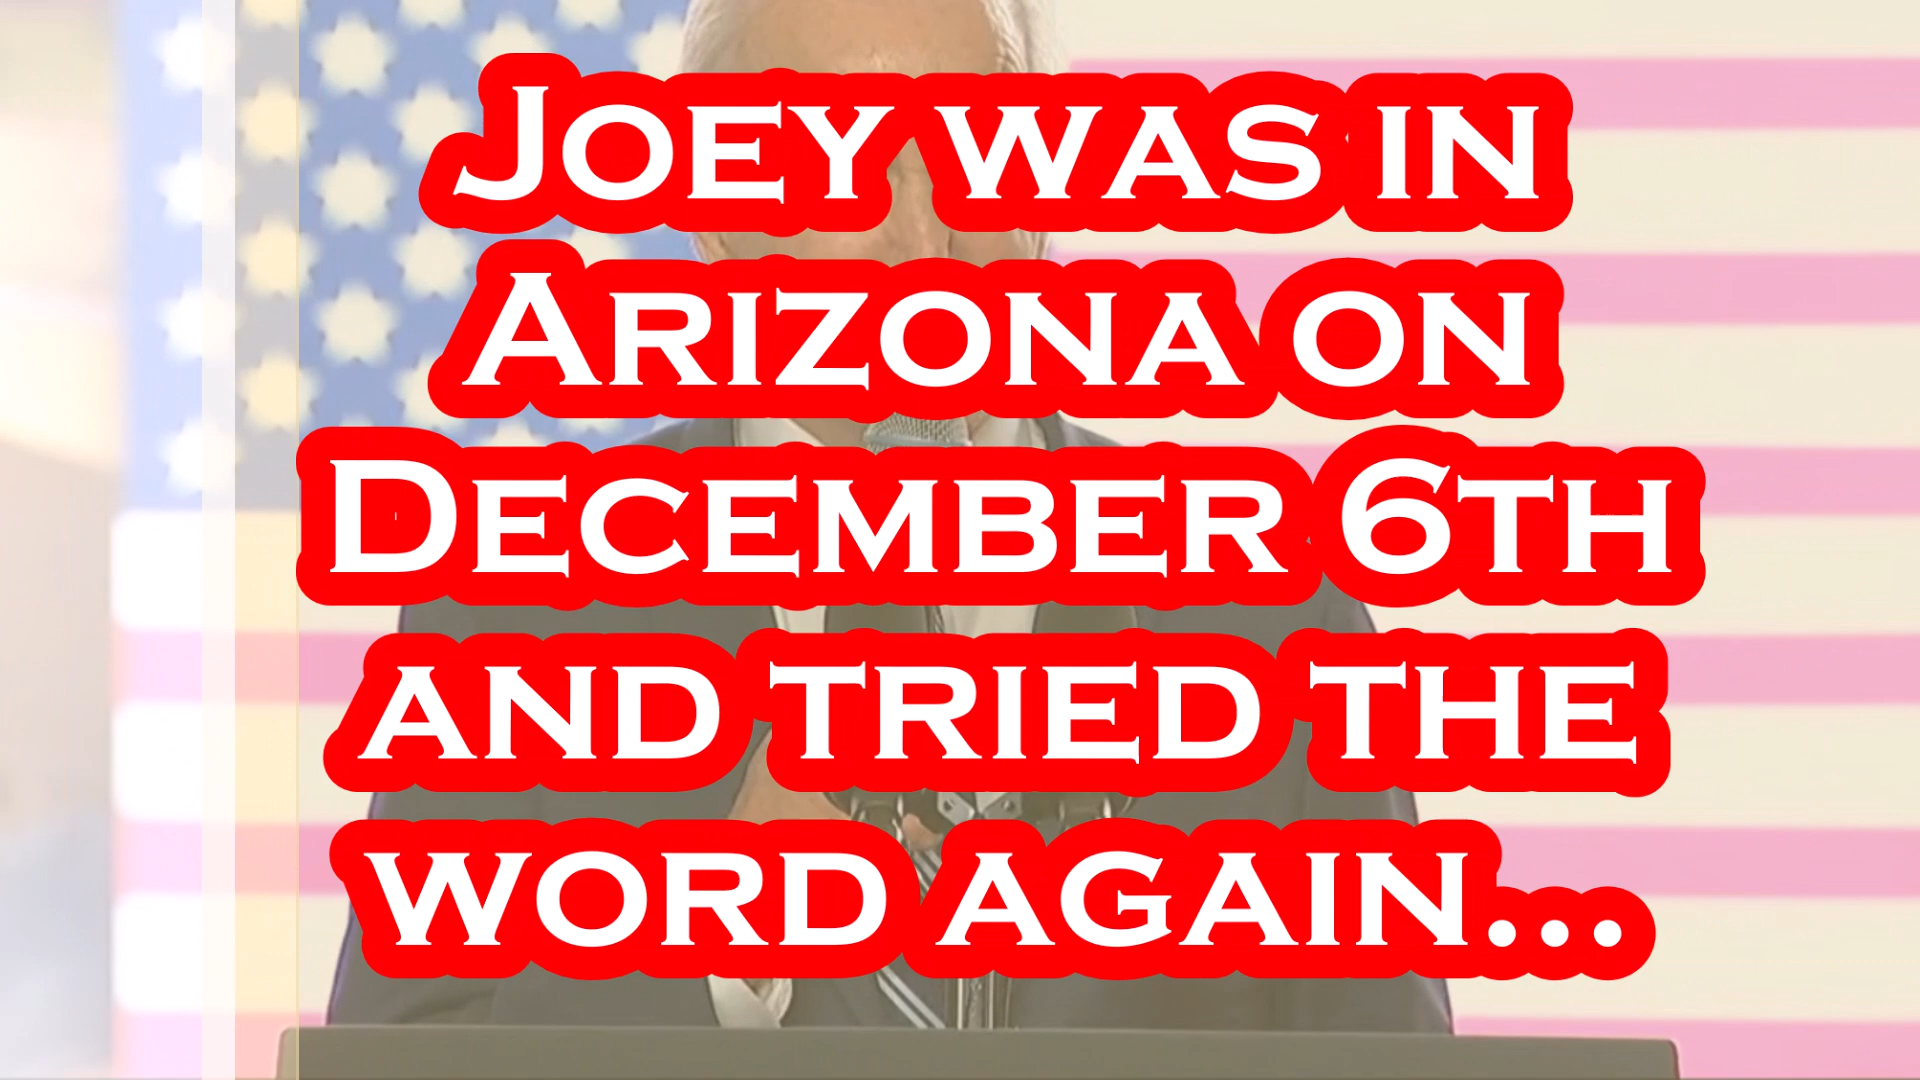 Joey was in
Arizona on
December 6th
and tried the
word again...